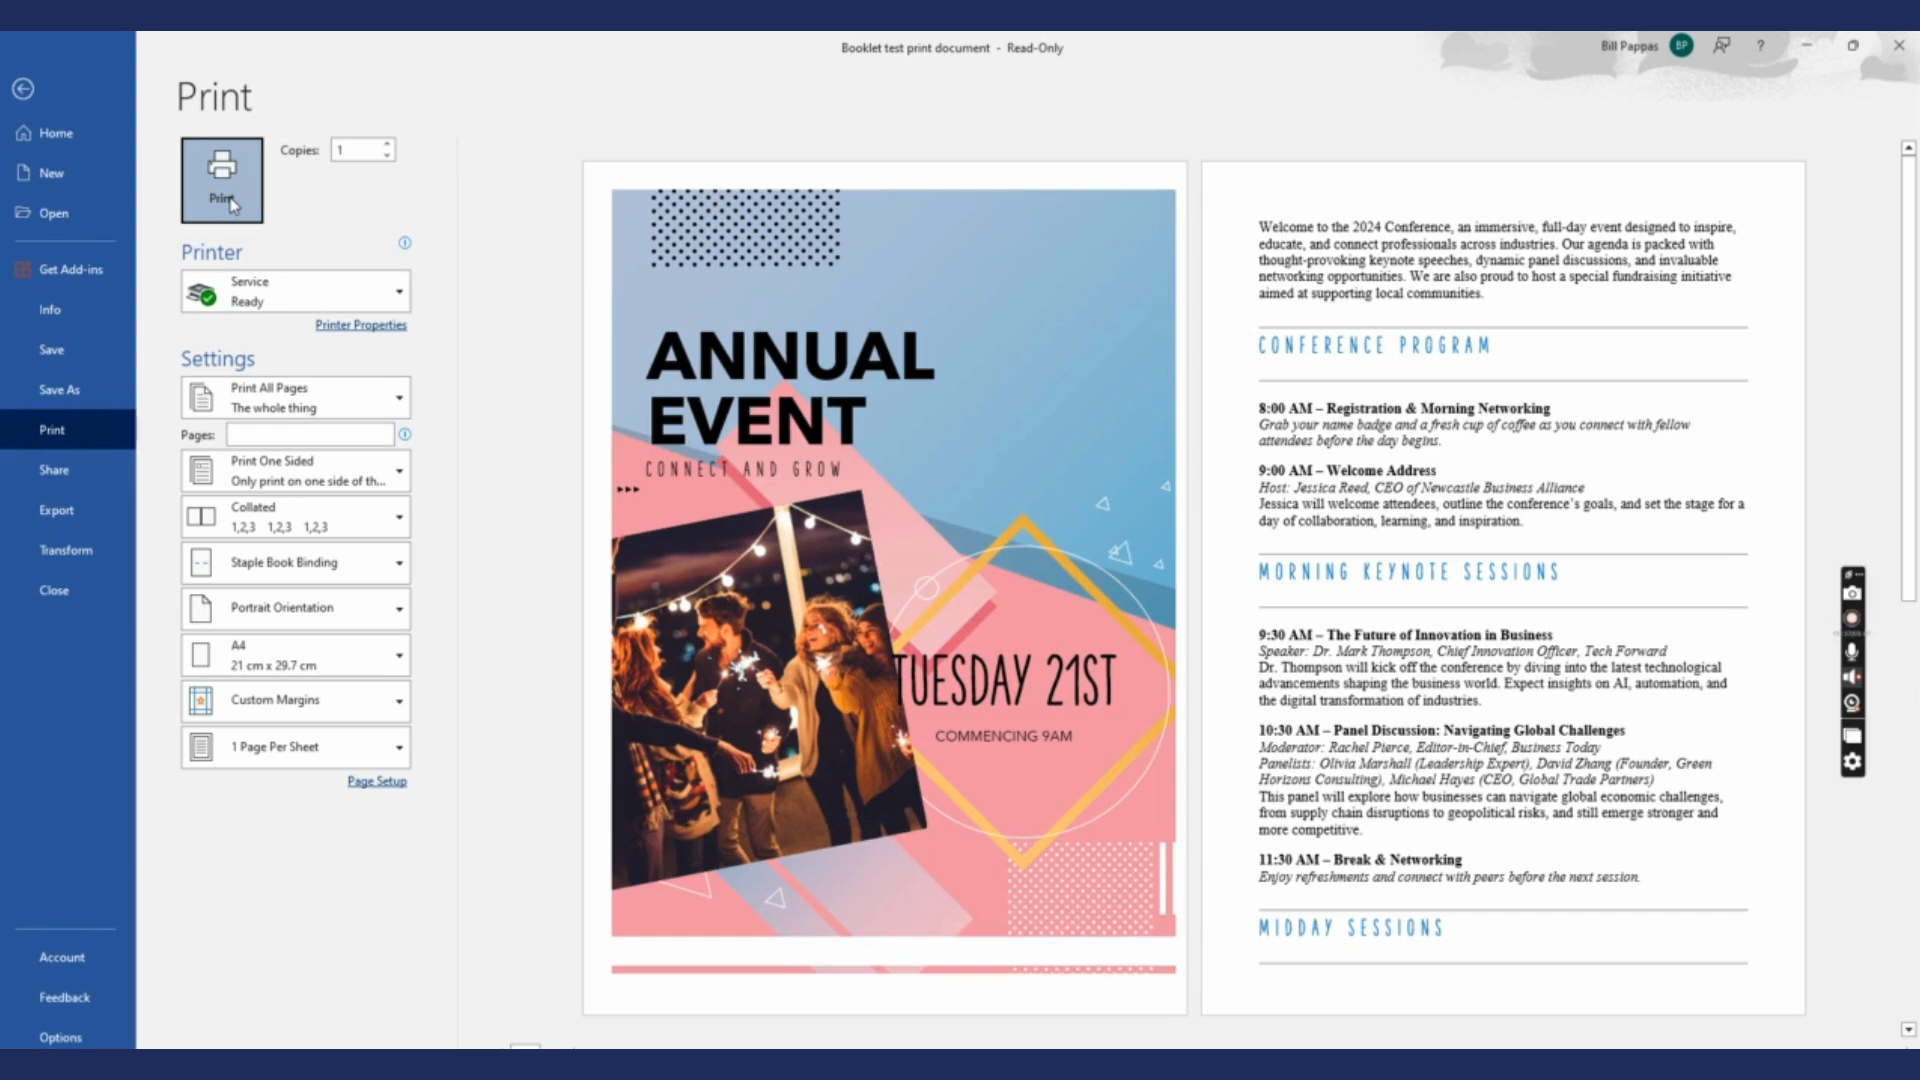 Booklet test print document - Read-Only
Bill Pappas
BP
?
Home
New
Open
Get Add-ins
Info
Save
Save As
Print
Share
Export
Transform
Close
Account
Feedback
Options
Print
Print
Copies: 1
Printer
Service
Ready
Printer Properties
Settings
Print All Pages
The whole thing
Pages:
Print One Sided
Only print on one side of th...
Collated
1,2,3 1,2,3 1,2,3
Staple Book Binding
Portrait Orientation
A4
21 cm x 29.7 cm
Custom Margins
1 Page Per Sheet
Page Setup
ANNUAL
EVENT
CONNECT AND GROW
TUESDAY 21ST
COMMENCING 9AM
Welcome to the 2024 Conference, an immersive, full-day event designed to inspire,
educate, and connect professionals across industries. Our agenda is packed with
thought-provoking keynote speeches, dynamic panel discussions, and invaluable
networking opportunities. We are also proud to host a special fundraising initiative
aimed at supporting local communities.
CONFERENCE PROGRAM
8:00 AM – Registration & Morning Networking
Grab your name badge and a fresh cup of coffee as you connect with fellow
attendees before the day begins.
9:00 AM – Welcome Address
Host: Jessica Reed, CEO of Newcastle Business Alliance
Jessica will welcome attendees, outline the conference's goals, and set the stage for a
day of collaboration, learning, and inspiration.
MORNING KEYNOTE SESSIONS
9:30 AM – The Future of Innovation in Business
Speaker: Dr. Mark Thompson, Chief Innovation Officer, Tech Forward
Dr. Thompson will kick off the conference by diving into the latest technological
advancements shaping the business world. Expect insights on AI, automation, and
the digital transformation of industries.
10:30 AM – Panel Discussion: Navigating Global Challenges
Moderator: Rachel Pierce, Editor-in-Chief, Business Today
Panelists: Olivia Marshall (Leadership Expert), David Zhang (Founder, Green
Horizons Consulting), Michael Hayes (CEO, Global Trade Partners)
This panel will explore how businesses can navigate global economic challenges,
from supply chain disruptions to geopolitical risks, and still emerge stronger and
more competitive.
11:30 AM – Break & Networking
Enjoy refreshments and connect with peers before the next session.
MIDDAY SESSIONS